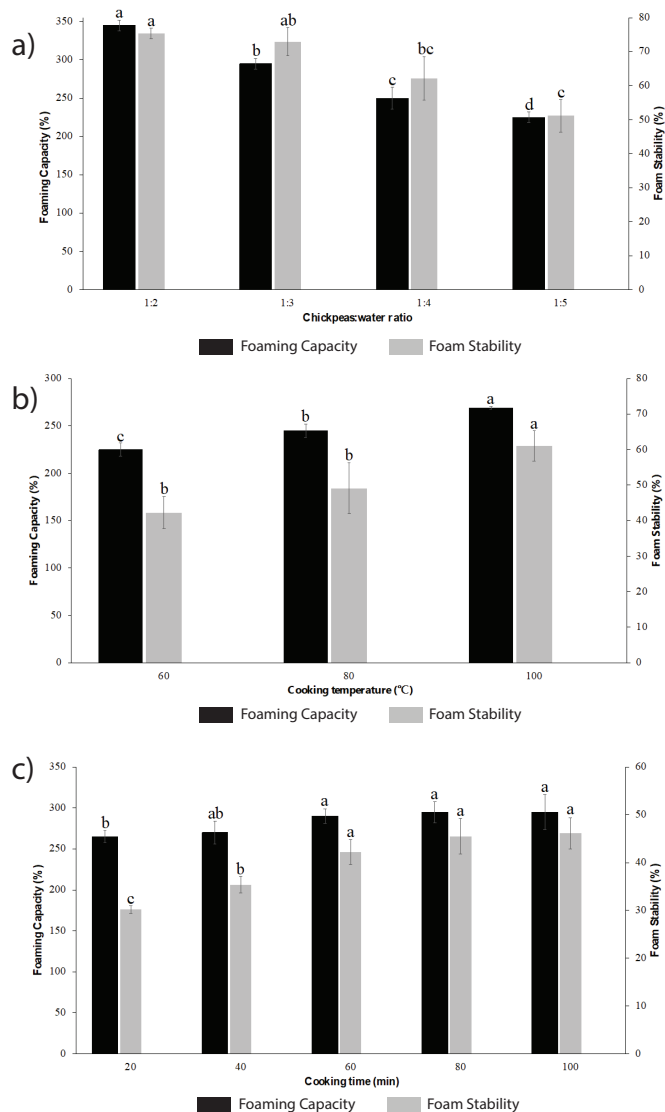 a)
Foaming Capacity (%)
350
300
250
200
150
100
50
0
a a b ab c bc d c
80
70
60
50
40
30
20
10
0
Foam Stability (%)
1:2 1:3 1:4 1:5
Chickpeas:water ratio
Foaming Capacity Foam Stability
b)
Foaming Capacity (%)
300
250
200
150
100
50
0
c b b b a a
80
70
60
50
40
30
20
10
0
Foam Stability (%)
60 80 100
Cooking temperature (°C)
Foaming Capacity Foam Stability
c)
Foaming Capacity (%)
350
300
250
200
150
100
50
0
b c ab b a a a a a a
60
50
40
30
20
10
0
Foam Stability (%)
20 40 60 80 100
Cooking time (min)
Foaming Capacity Foam Stability